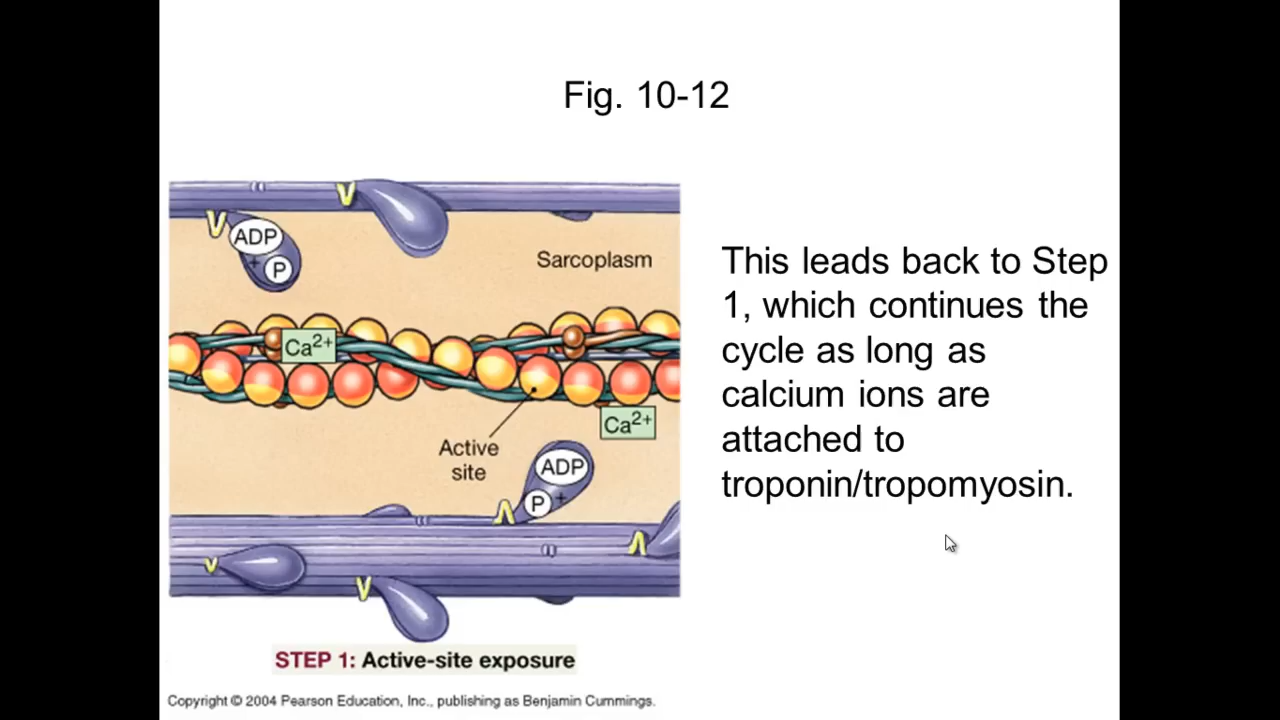 Fig. 10-12
ADP
+
P
Sarcoplasm
Ca2+
Active
site
Ca2+
ADP
P +
This leads back to Step
1, which continues the
cycle as long as
calcium ions are
attached to
troponin/tropomyosin.
STEP 1: Active-site exposure
Copyright © 2004 Pearson Education, Inc., publishing as Benjamin Cummings.